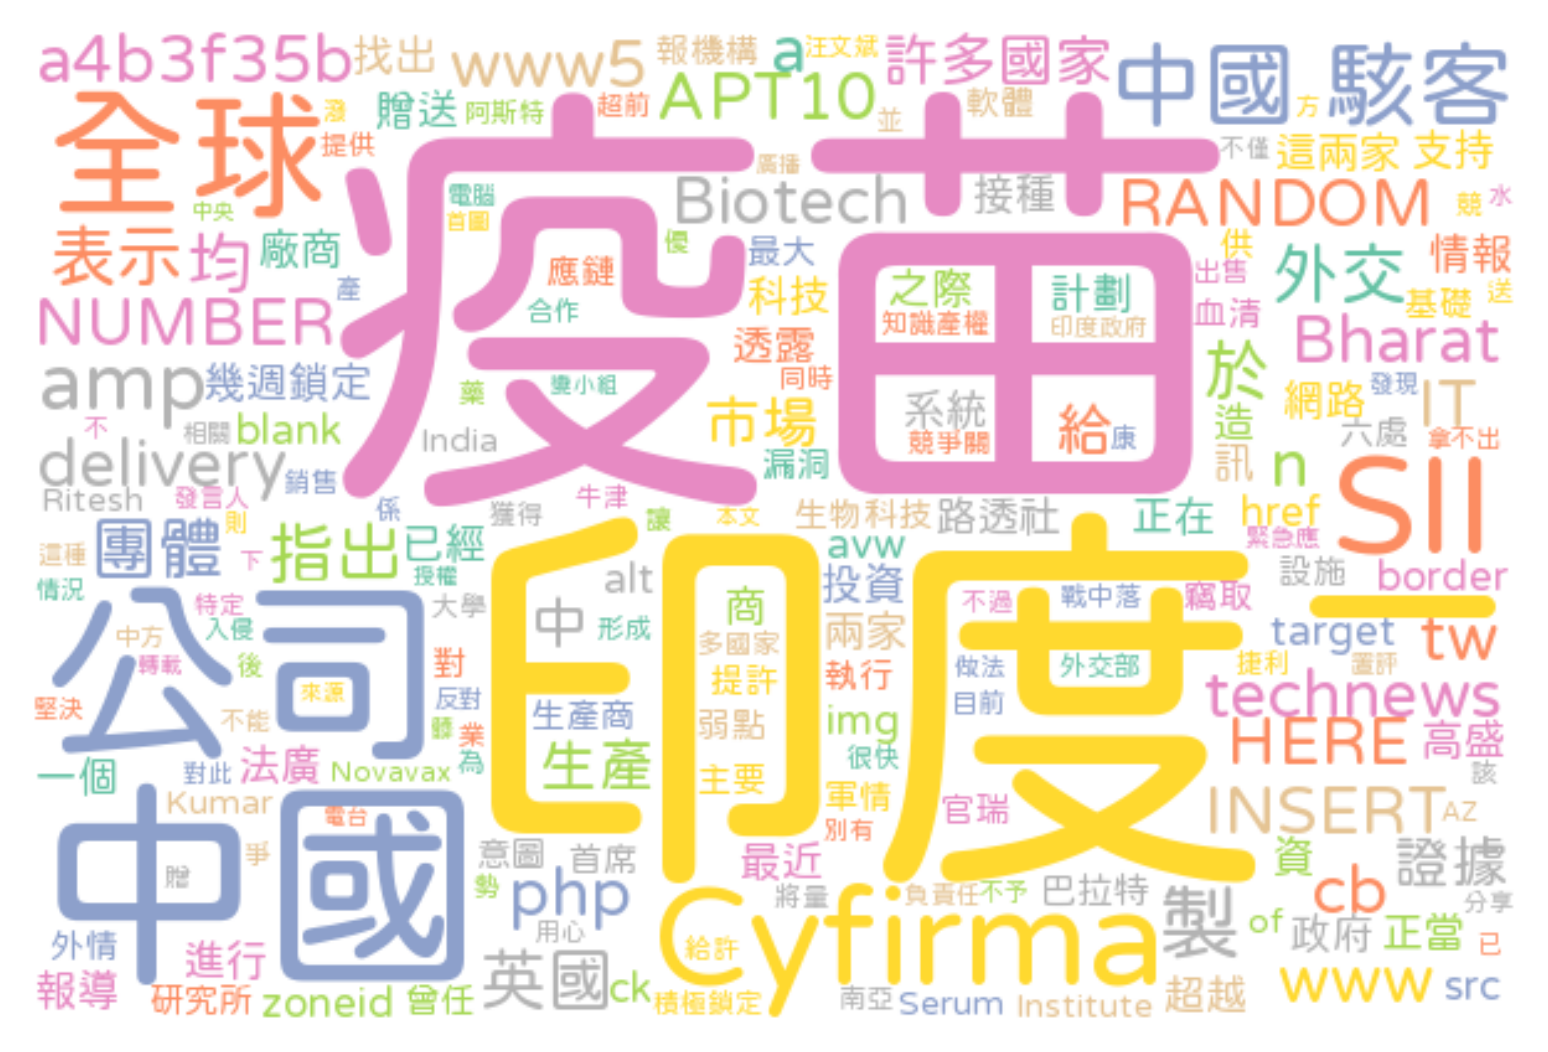 a4b3f35b 找出 www5 報機構 a 汪文斌 許多國家 中國 駭客
全球 潑 贈送 阿斯特 超前 APT10 並 軟體 方
提供 疫苗 廣播 不僅 這兩家 支持
中央 電腦 首圖 Biotech 接種 RANDOM 競 水
表示 均 廠商 優 最大 供 出售 外交 情報
產 應鏈 合作 科技 之際 計劃 血清 基礎 送
NUMBER 透露 知識產權 印度政府 Bharat
amp 幾週鎖定 藥 變小組 同時 於 網路 發現 IT
不 相關 blank India 市場 系統 給 造 六處 拿不出
delivery 銷售 漏洞 競爭關 康 訊 n SII
Ritesh 發言人 係 獲得 牛津 讓 本文 生物科技 路透社 正在 href
這種 團體 則 下 指出 已經 授權 印度 avw 緊急應
情況 特定 大學 alt 投資 不過 戰中落 竊取 設施 border
公司 中方 入侵 中 形成 商 多國家 兩家 一 target tw
轉載 後 來源 對 提許 執行 做法 外交部 捷利 置評
堅決 不能 反對 生產商 弱點 img 目前 technews
髒 業 HERE 高盛
一個 對此 法廣 Novavax 為 生產 主要 很快 該
中國 Kumar 電台 軍情 官瑞 INSERT AZ
爭 別有 意圖 首席 最近 資 證據
贈 勢 php 將量 負責任 不予 巴拉特 製 cb 分享
外情 用心 Cyfirma of 政府 正當 已
進行 英國 給許 www src
報導 研究所 zoneid 曾任 ck 積極鎖定 南亞 Serum Institute 超越